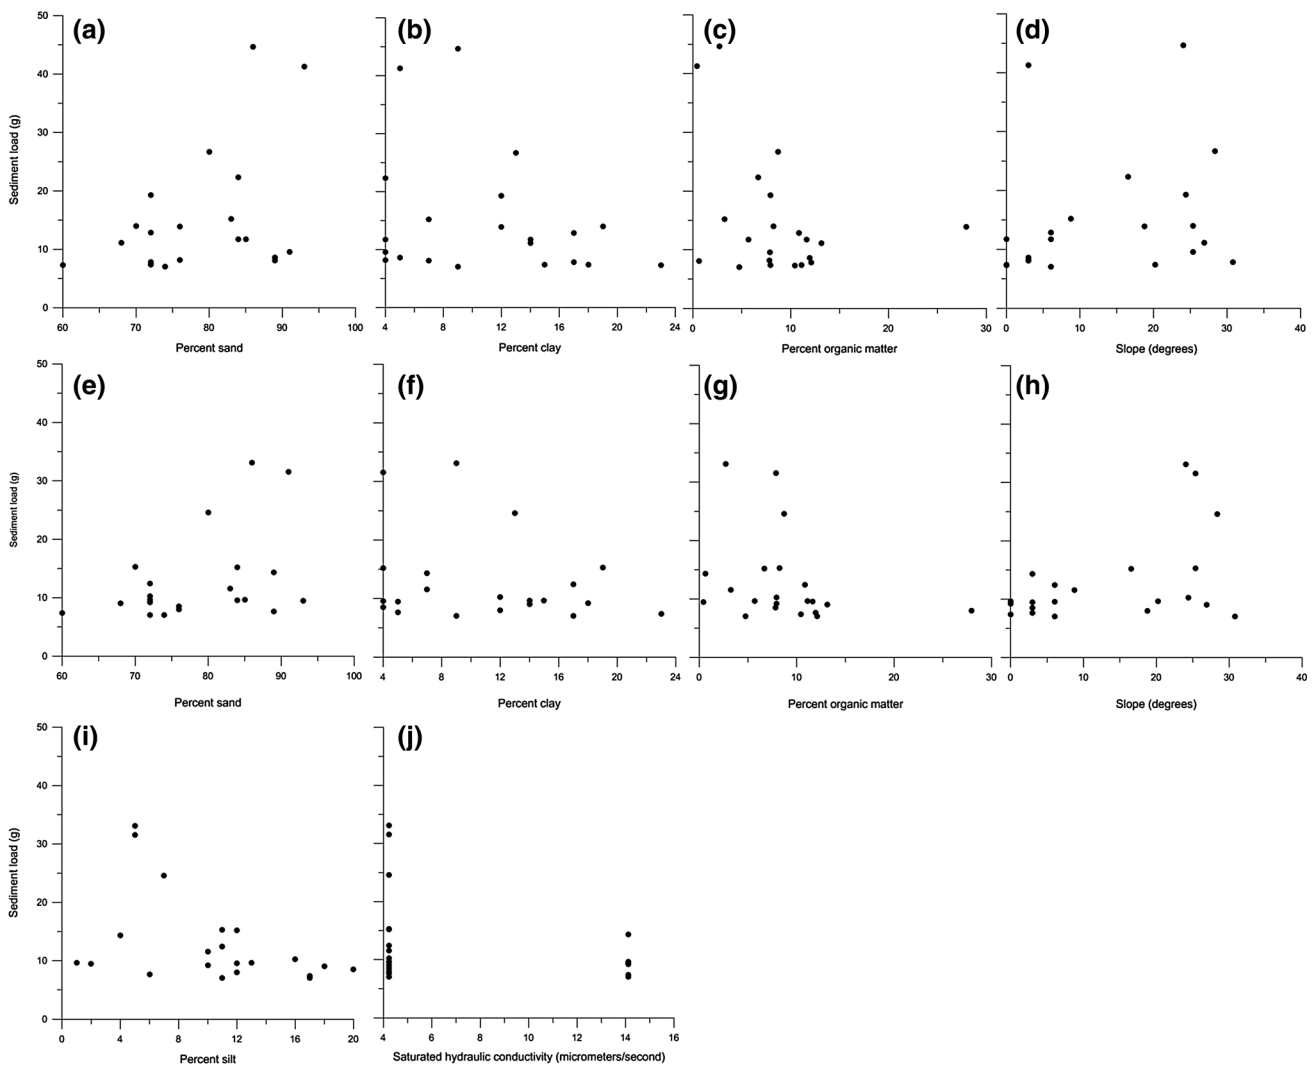 (a) (b) (c) (d)
Sediment load (g)
50
40
30
20
10
0
60 70 80 90 100 4 8 12 16 20 24 0 10 20 30 0 10 20 30 40
Percent sand Percent clay Percent organic matter Slope (degrees)
(e) (f) (g) (h)
Sediment load (g)
50
40
30
20
10
0
60 70 80 90 100 4 8 12 16 20 24 0 10 20 30 0 10 20 30 40
Percent sand Percent clay Percent organic matter Slope (degrees)
(i) (j)
Sediment load (g)
50
40
30
20
10
0
0 4 8 12 16 20 4 6 8 10 12 14 16
Percent silt Saturated hydraulic conductivity (micrometers/second)